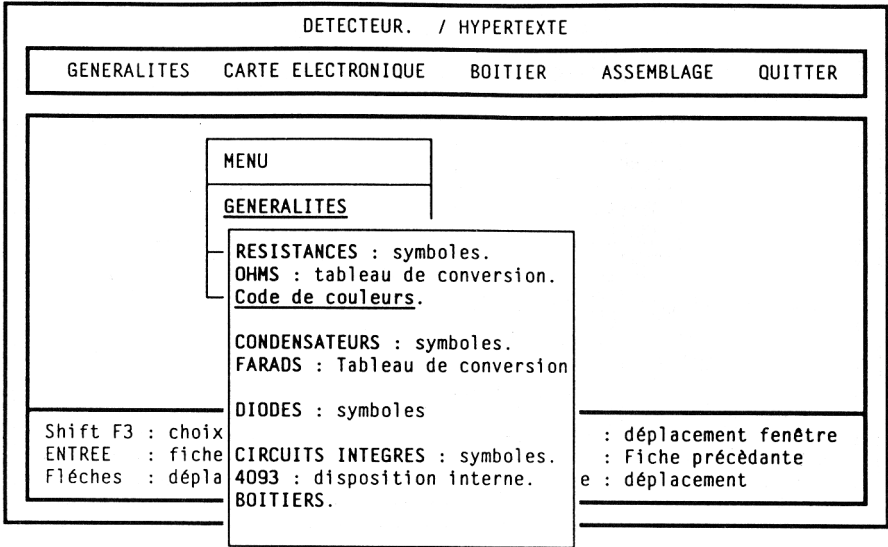 DETECTEUR. / HYPERTEXTE
GENERALITES CARTE ELECTRONIQUE BOITIER ASSEMBLAGE QUITTER
MENU
GENERALITES
RESISTANCES : symboles.
OHMS : tableau de conversion.
Code de couleurs.
CONDENSATEURS : symboles.
FARADS : Tableau de conversion
DIODES : symboles
CIRCUITS INTEGRES : symboles.
4093 : disposition interne.
BOITIERS.
Shift F3 : choix
: déplacement fenêtre
ENTREE : fiche
: Fiche précèdante
Fléches : dépla
e : déplacement